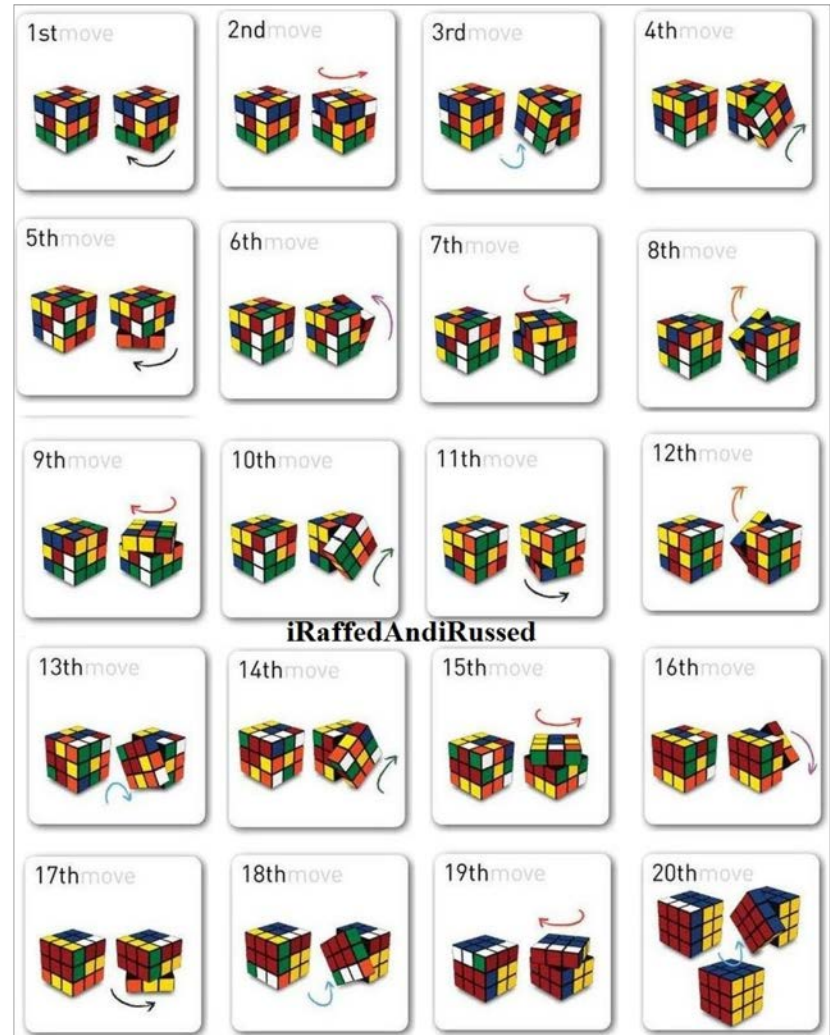 1stmove
2ndmove
3rdmove
4thmove
5thmove
6thmove
7thmove
8thmove
9thmove
10thmove
11thmove
12thmove
iRaffedAndiRussed
13thmove
14thmove
15thmove
16thmove
17thmove
18thmove
19thmove
20thmove